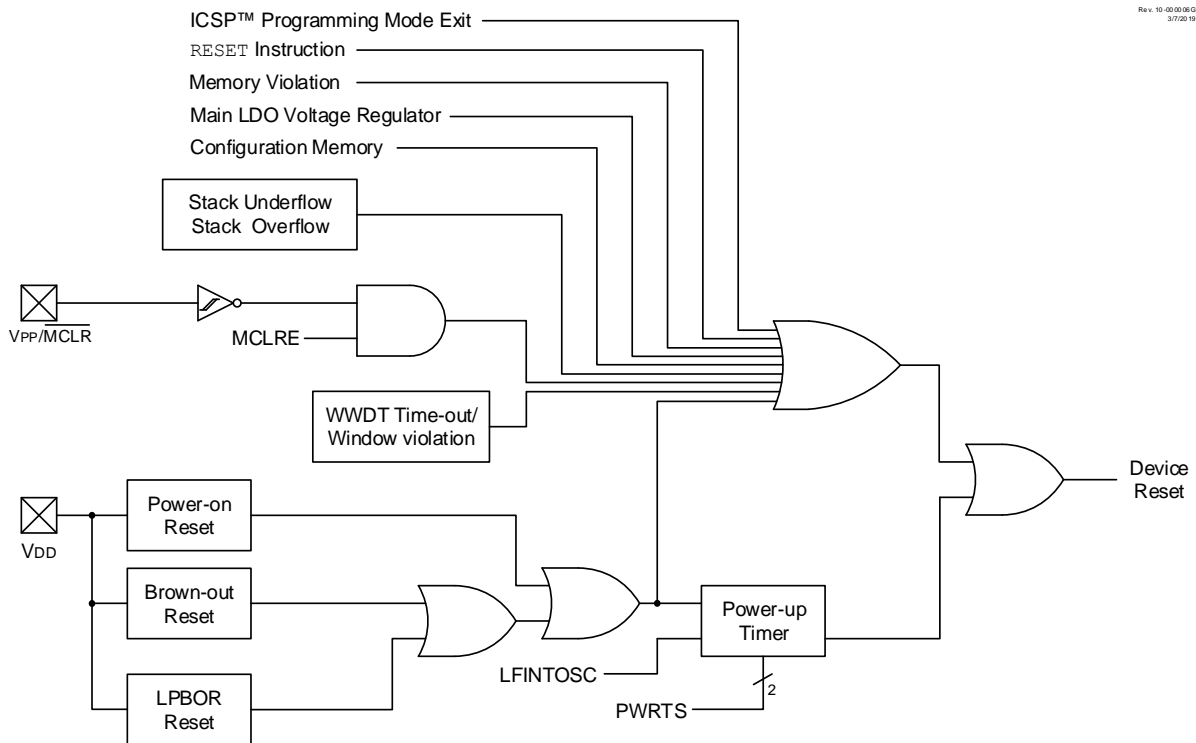 Rev. 10-000006G
3/7/2019
ICSP™ Programming Mode Exit
RESET Instruction
Memory Violation
Main LDO Voltage Regulator
Configuration Memory
Stack Underflow
Stack Overflow
VPP/MCLR
MCLRE
WWDT Time-out/
Window violation
Device
Reset
Power-on
Reset
VDD
Brown-out
Reset
Power-up
Timer
LFINTOSC
LPBOR
Reset
2
PWRTS